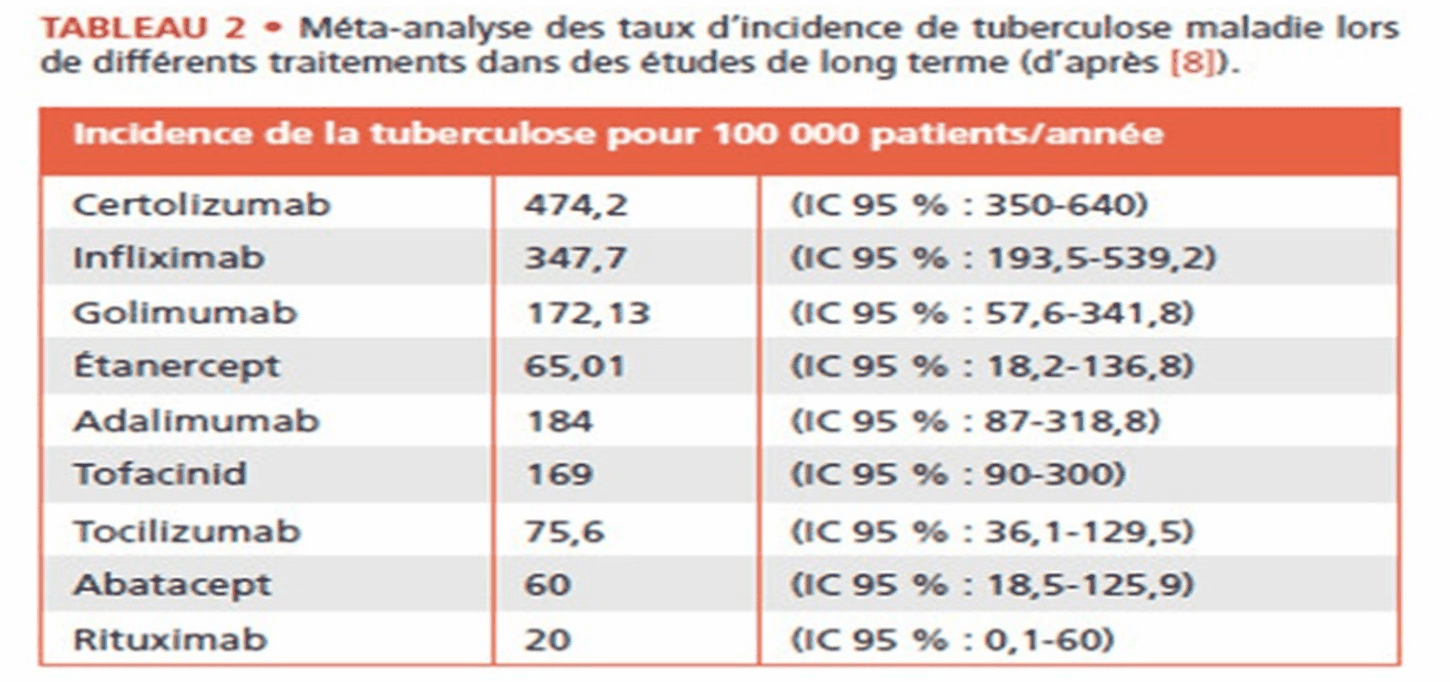 TABLEAU 2 • Méta-analyse des taux d’incidence de tuberculose maladie lors
de différents traitements dans des études de long terme (d’après [8]).
Incidence de la tuberculose pour 100 000 patients/année
Certolizumab 474,2 (IC 95 % : 350-640)
Infliximab 347,7 (IC 95 % : 193,5-539,2)
Golimumab 172,13 (IC 95 % : 57,6-341,8)
Étanercept 65,01 (IC 95 % : 18,2-136,8)
Adalimumab 184 (IC 95 % : 87-318,8)
Tofacinid 169 (IC 95 % : 90-300)
Tocilizumab 75,6 (IC 95 % : 36,1-129,5)
Abatacept 60 (IC 95 % : 18,5-125,9)
Rituximab 20 (IC 95 % : 0,1-60)